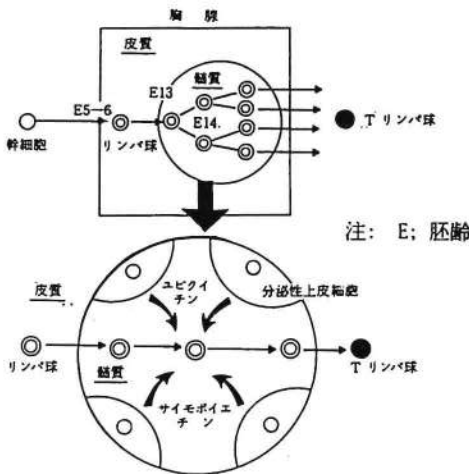 胸 腺
皮質
E13
髄質
E5-6
E14.
幹細胞
リンパ球
T リンパ球
注: E; 胚齢
皮質
ユビクイ
チン
分泌性上皮細胞
リンパ球
髄質
T リンパ球
サイモポイエ
チン